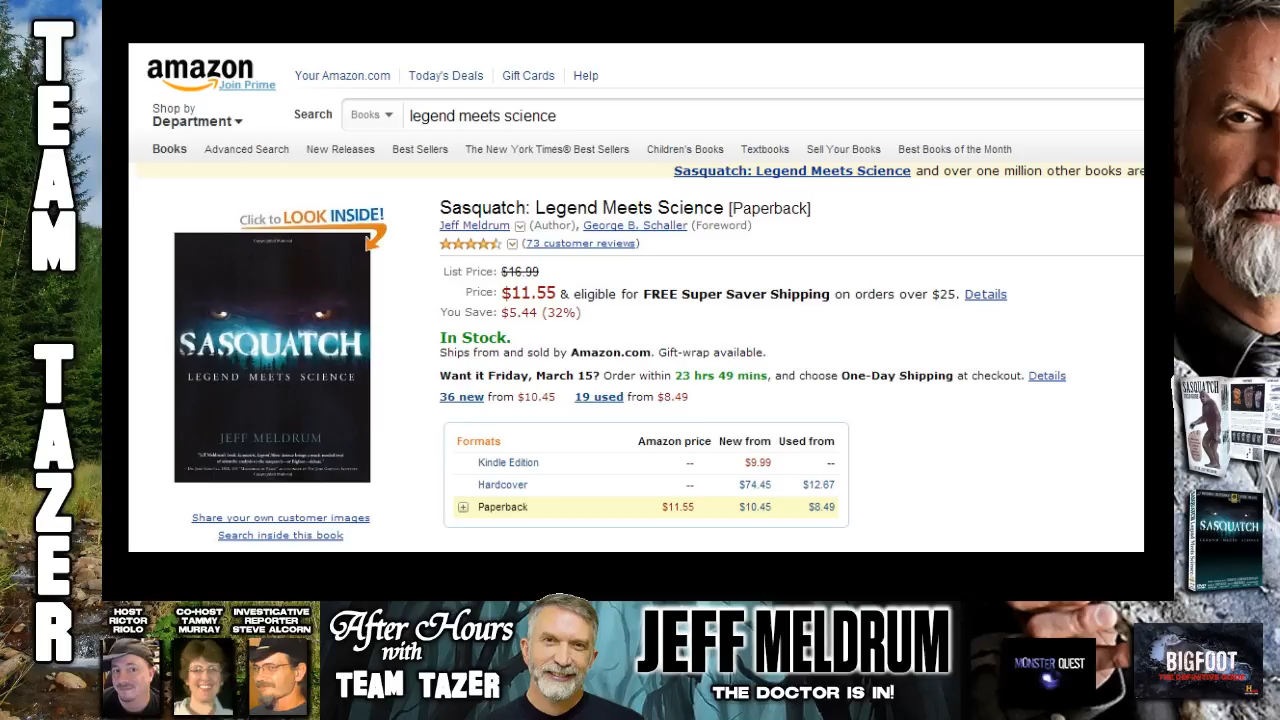 TEAM TAZER
amazon
Join Prime
Your Amazon.com
Today's Deals
Gift Cards
Help
Shop by
Department
Search
Books
legend meets science
Books
Advanced Search
New Releases
Best Sellers
The New York Times® Best Sellers
Children's Books
Textbooks
Sell Your Books
Best Books of the Month
Sasquatch: Legend Meets Science and over one million other books are
Click to LOOK INSIDE!
SASQUATCH
LEGEND MEETS SCIENCE
JEFF MELDRUM
Share your own customer images
Search inside this book
Sasquatch: Legend Meets Science [Paperback]
Jeff Meldrum (Author), George B. Schaller (Foreword)
(73 customer reviews)
List Price: $16.99
Price: $11.55 & eligible for FREE Super Saver Shipping on orders over $25. Details
You Save: $5.44 (32%)
In Stock.
Ships from and sold by Amazon.com. Gift-wrap available.
Want it Friday, March 15? Order within 23 hrs 49 mins, and choose One-Day Shipping at checkout. Details
36 new from $10.45 19 used from $8.49
Formats Amazon price New from Used from
Kindle Edition -- $9.99 --
Hardcover -- $74.45 $12.67
Paperback $11.55 $10.45 $8.49
SASQUATCH
SASQUATCH
LEGEND MEETS SCIENCE
HOST
RICTOR
RIOLO
CO-HOST
TAMMY
MURRAY
INVESTIGATIVE
REPORTER
STEVE ALCORN
After Hours
with
TEAM TAZER
JEFF MELDRUM
THE DOCTOR IS IN!
MONSTER QUEST
BIGFOOT
THE DEFINITIVE GUIDE
H